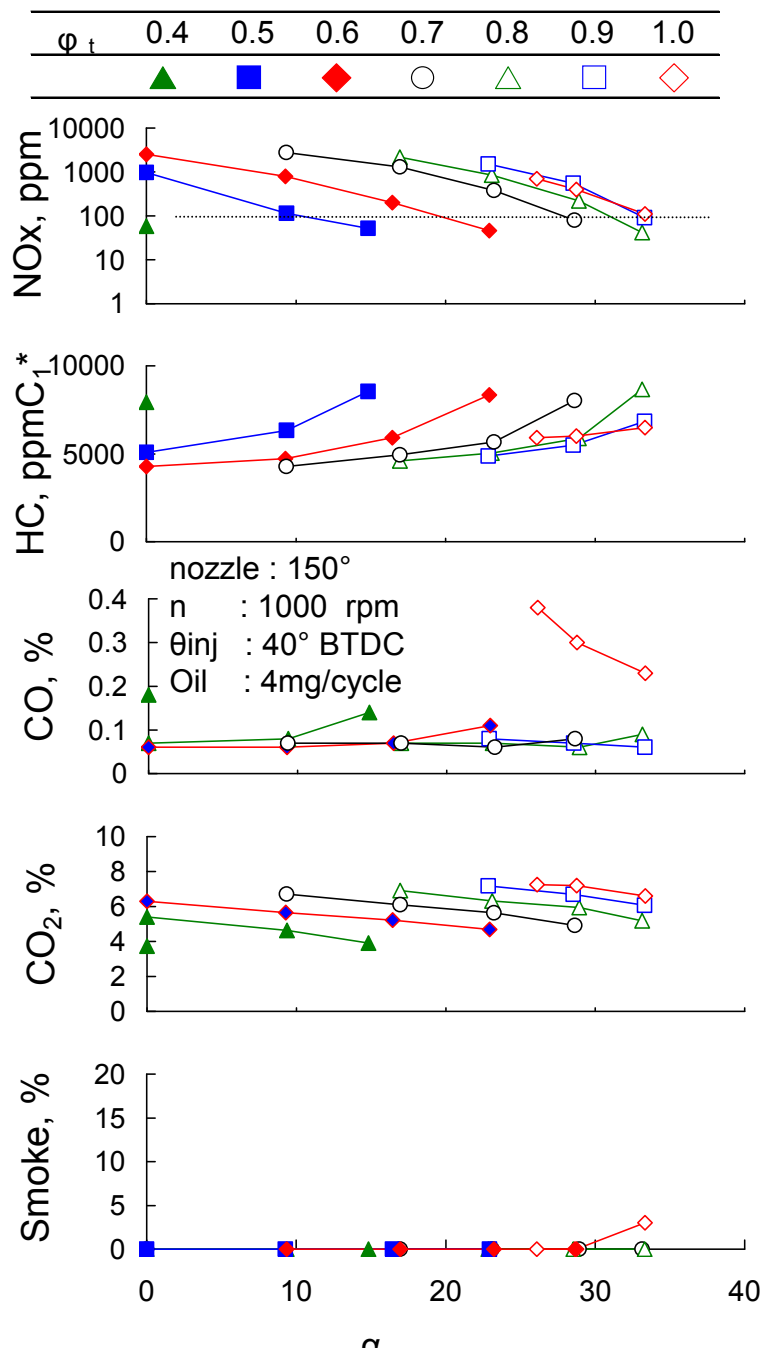 φ t 0.4 0.5 0.6 0.7 0.8 0.9 1.0
NOx, ppm
10000
1000
100
10
1
HC, ppmC1*
10000
5000
0
nozzle : 150°
n : 1000 rpm
θinj : 40° BTDC
Oil : 4mg/cycle
CO, %
0.4
0.3
0.2
0.1
0
CO2, %
10
8
6
4
2
0
Smoke, %
20
15
10
5
0
0 10 20 30 40